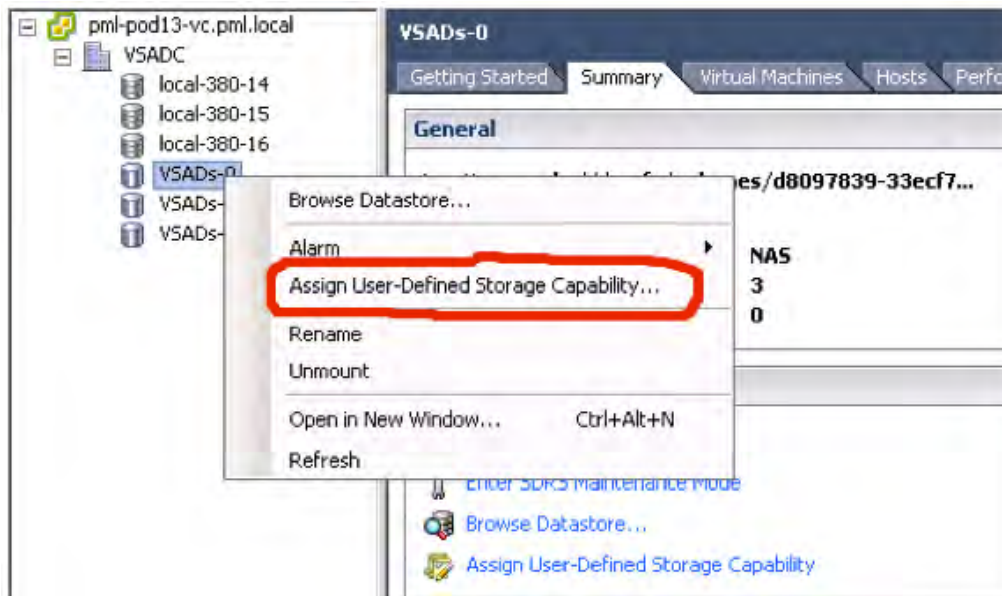 pml-pod13-vc.pml.local
VSADC
local-380-14
local-380-15
local-380-16
VSADs-0
VSADs-
VSADs-
VSADs-0
Getting Started Summary Virtual Machines Hosts Perfo
General
es/d8097839-33ecf7...
NAS
3
0
Browse Datastore...
Alarm
Assign User-Defined Storage Capability...
Rename
Unmount
Open in New Window... Ctrl+Alt+N
Refresh
Enter SDRS Maintenance Mode
Browse Datastore...
Assign User-Defined Storage Capability